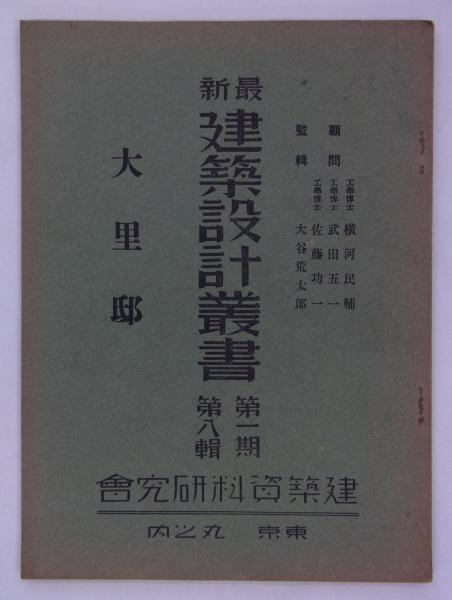 顧問
工學博士 橫河民輔
工學博士 武田五一
工學博士 佐藤功一
監輯
大谷荒太郎
最新
建築設計叢書
第一期
第八輯
大里邸
建築資料研究會
東京 丸之内